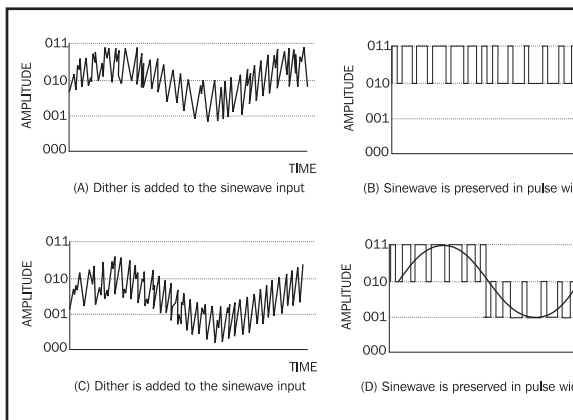 011
010
001
000
AMPLITUDE
TIME
(A) Dither is added to the sinewave input
011
010
001
000
AMPLITUDE
(B) Sinewave is preserved in pulse wi
011
010
001
000
AMPLITUDE
TIME
(C) Dither is added to the sinewave input
011
010
001
000
AMPLITUDE
(D) Sinewave is preserved in pulse wi